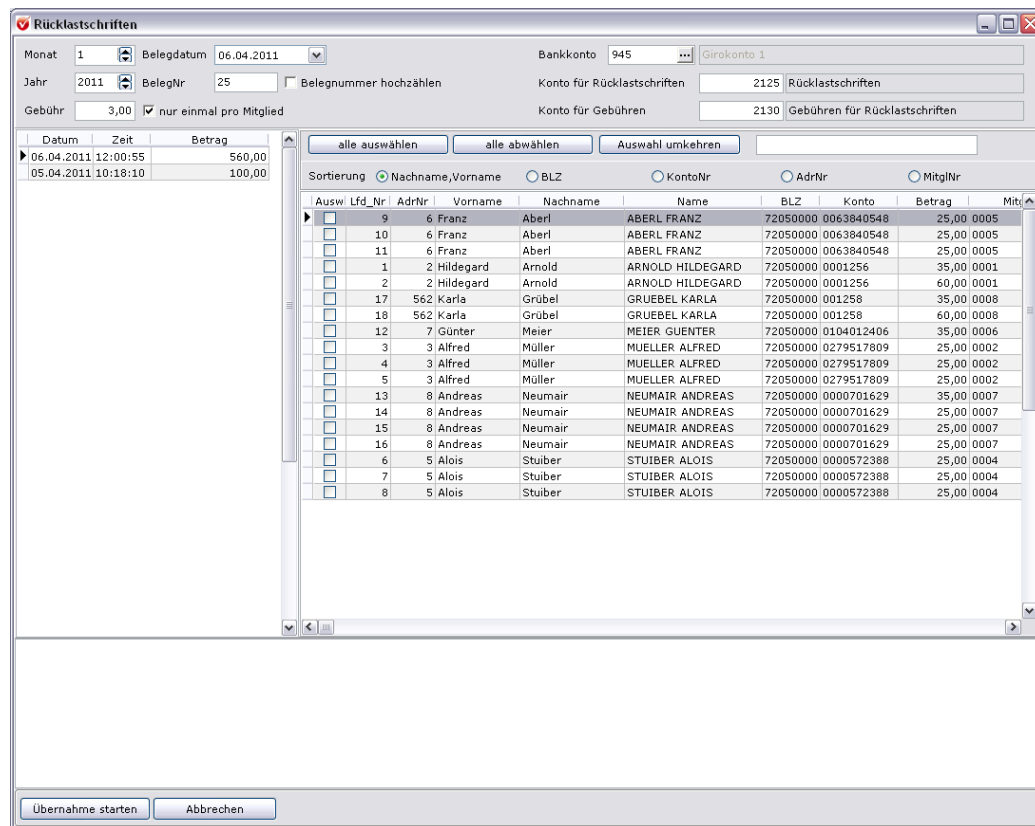 Rücklastschriften
Monat 1 Belegdatum 06.04.2011 Bankkonto 945 ... Girokonto 1
Jahr 2011 BelegNr 25 Belegnummer hochzählen Konto für Rücklastschriften 2125 Rücklastschriften
Gebühr 3,00 nur einmal pro Mitglied Konto für Gebühren 2130 Gebühren für Rücklastschriften
Datum Zeit Betrag
06.04.2011 12:00:55 560,00
05.04.2011 10:18:10 100,00
alle auswählen alle abwählen Auswahl umkehren
Sortierung Nachname,Vorname BLZ KontoNr AdrNr MitglNr
Ausw Lfd_Nr AdrNr Vorname Nachname Name BLZ Konto Betrag Mitg
9 6 Franz Aberl ABERL FRANZ 72050000 0063840548 25,00 0005
10 6 Franz Aberl ABERL FRANZ 72050000 0063840548 25,00 0005
11 6 Franz Aberl ABERL FRANZ 72050000 0063840548 25,00 0005
1 2 Hildegard Arnold ARNOLD HILDEGARD 72050000 0001256 35,00 0001
2 2 Hildegard Arnold ARNOLD HILDEGARD 72050000 0001256 60,00 0001
17 562 Karla Grübel GRUEBEL KARLA 72050000 001258 35,00 0008
18 562 Karla Grübel GRUEBEL KARLA 72050000 001258 60,00 0008
12 7 Günter Meier MEIER GUENTER 72050000 0104012406 35,00 0006
3 3 Alfred Müller MUELLER ALFRED 72050000 0279517809 25,00 0002
4 3 Alfred Müller MUELLER ALFRED 72050000 0279517809 25,00 0002
5 3 Alfred Müller MUELLER ALFRED 72050000 0279517809 25,00 0002
13 8 Andreas Neumair NEUMAIR ANDREAS 72050000 0000701629 35,00 0007
14 8 Andreas Neumair NEUMAIR ANDREAS 72050000 0000701629 25,00 0007
15 8 Andreas Neumair NEUMAIR ANDREAS 72050000 0000701629 25,00 0007
16 8 Andreas Neumair NEUMAIR ANDREAS 72050000 0000701629 25,00 0007
6 5 Alois Stuiber STUIBER ALOIS 72050000 0000572388 25,00 0004
7 5 Alois Stuiber STUIBER ALOIS 72050000 0000572388 25,00 0004
8 5 Alois Stuiber STUIBER ALOIS 72050000 0000572388 25,00 0004
Übernahme starten Abbrechen